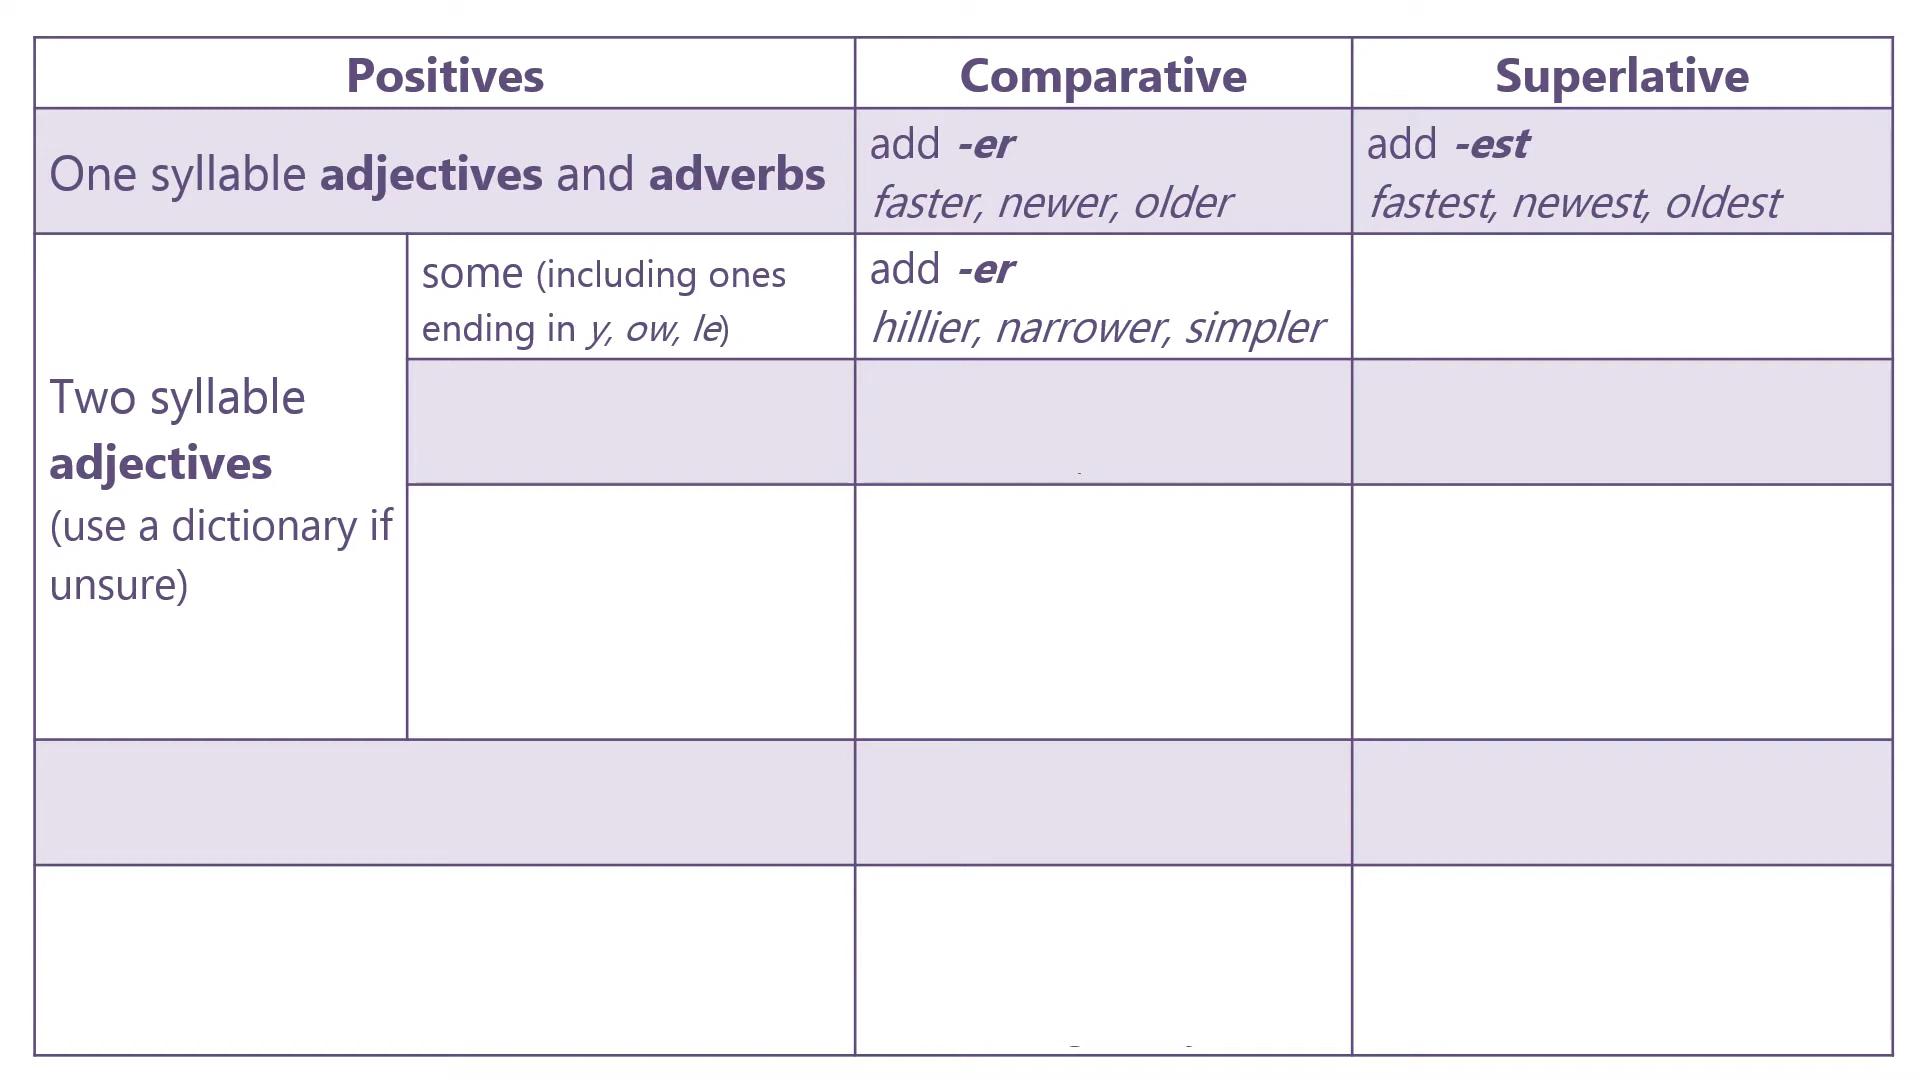 Positives
Comparative
Superlative
One syllable adjectives and adverbs
add -er
faster, newer, older
add -est
fastest, newest, oldest
Two syllable
adjectives
(use a dictionary if
unsure)
some (including ones
ending in y, ow, le)
add -er
hillier, narrower, simpler